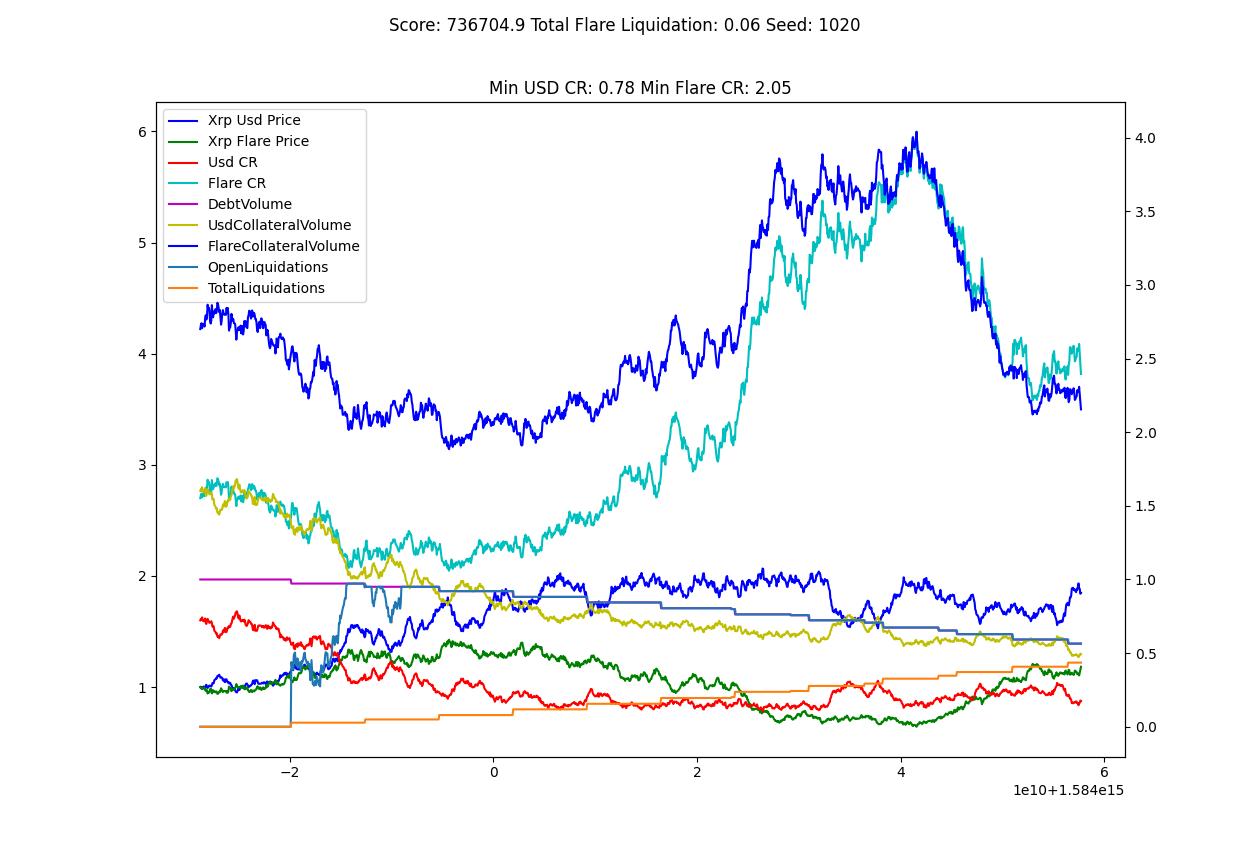 Score: 736704.9 Total Flare Liquidation: 0.06 Seed: 1020
Min USD CR: 0.78 Min Flare CR: 2.05
Xrp Usd Price
Xrp Flare Price
Usd CR
Flare CR
DebtVolume
UsdCollateralVolume
FlareCollateralVolume
OpenLiquidations
TotalLiquidations
6
5
4
3
2
1
4.0
3.5
3.0
2.5
2.0
1.5
1.0
0.5
0.0
−2
0
2
4
6
1e10+1.584e15